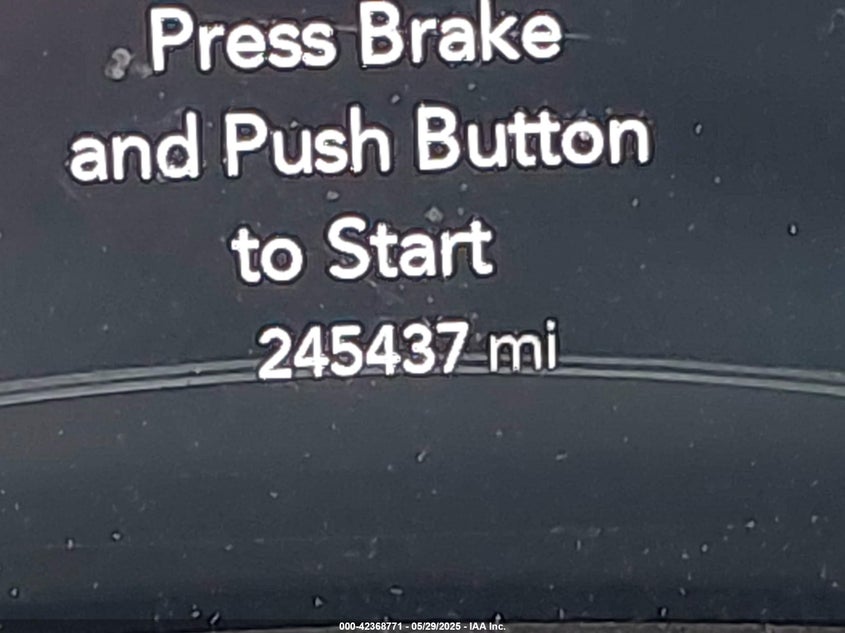 Press Brake
and Push Button
to Start
245437 mi
000-42368771 - 05/29/2025 - IAA Inc.